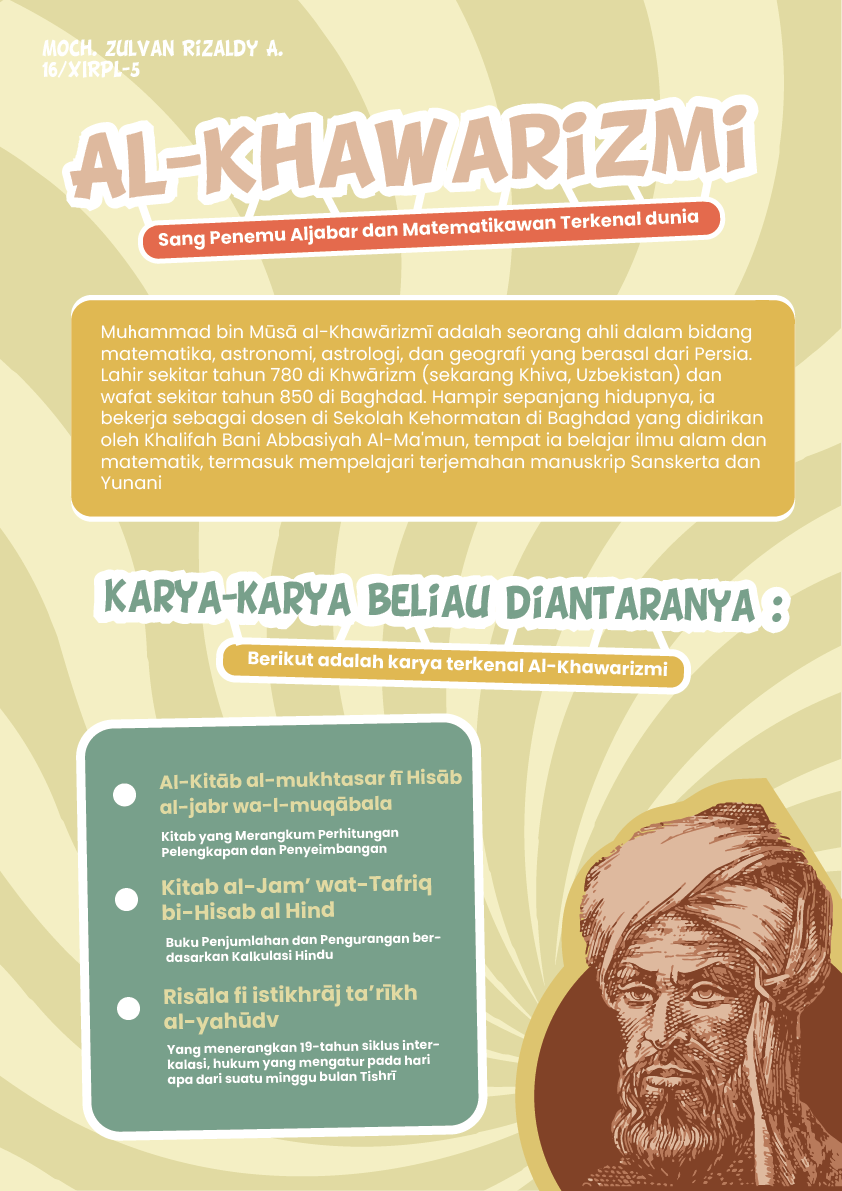 MOCH. ZULVAN RiZALDY A.
16/XIRPL-5
AL-KHAWARiZMi
Sang Penemu Aljabar dan Matematikawan Terkenal dunia
Muḥammad bin Mūsā al-Khawārizmī adalah seorang ahli dalam bidang
matematika, astronomi, astrologi, dan geografi yang berasal dari Persia.
Lahir sekitar tahun 780 di Khwārizm (sekarang Khiva, Uzbekistan) dan
wafat sekitar tahun 850 di Baghdad. Hampir sepanjang hidupnya, ia
bekerja sebagai dosen di Sekolah Kehormatan di Baghdad yang didirikan
oleh Khalifah Bani Abbasiyah Al-Ma'mun, tempat ia belajar ilmu alam dan
matematik, termasuk mempelajari terjemahan manuskrip Sanskerta dan
Yunani
KARYA-KARYA BELiAU DiANTARANYA :
Berikut adalah karya terkenal Al-Khawarizmi
Al-Kitāb al-mukhtasar fī Hisāb
al-jabr wa-l-muqābala
Kitab yang Merangkum Perhitungan
Pelengkapan dan Penyeimbangan
Kitab al-Jam’ wat-Tafriq
bi-Hisab al Hind
Buku Penjumlahan dan Pengurangan ber-
dasarkan Kalkulasi Hindu
Risāla fi istikhrāj ta’rīkh
al-yahūdv
Yang menerangkan 19-tahun siklus inter-
kalasi, hukum yang mengatur pada hari
apa dari suatu minggu bulan Tishrī